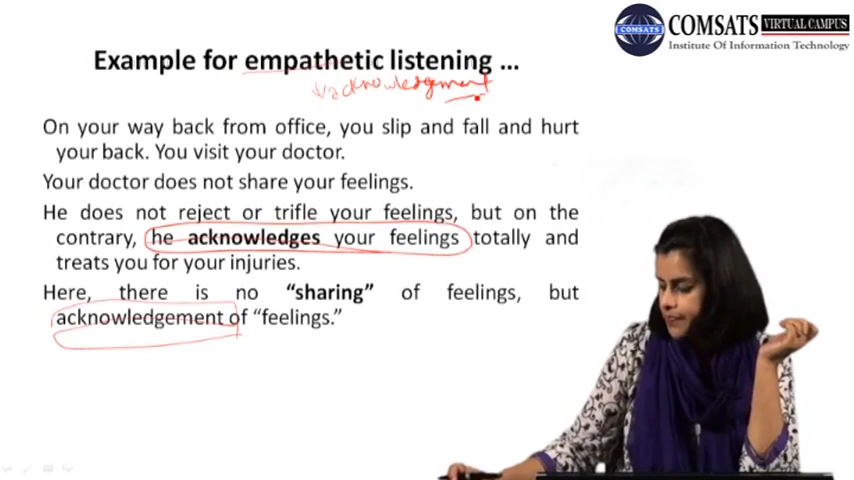 COMSATS VIRTUAL CAMPUS
COMSATS
Institute Of Information Technology
Example for empathetic listening ...
acknowledgement
On your way back from office, you slip and fall and hurt
your back. You visit your doctor.
Your doctor does not share your feelings.
He does not reject or trifle your feelings, but on the
contrary, he acknowledges your feelings totally and
treats you for your injuries.
Here, there is no “sharing” of feelings, but
acknowledgement of “feelings.”